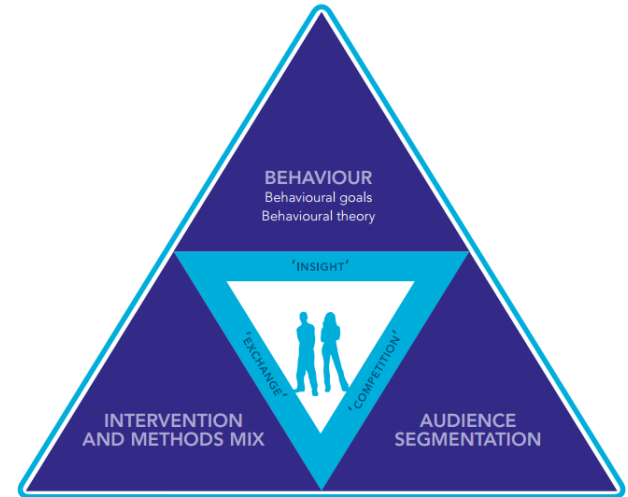 BEHAVIOUR
Behavioural goals
Behavioural theory
'INSIGHT'
'EXCHANGE'
'COMPETITION'
INTERVENTION
AND METHODS MIX
AUDIENCE
SEGMENTATION